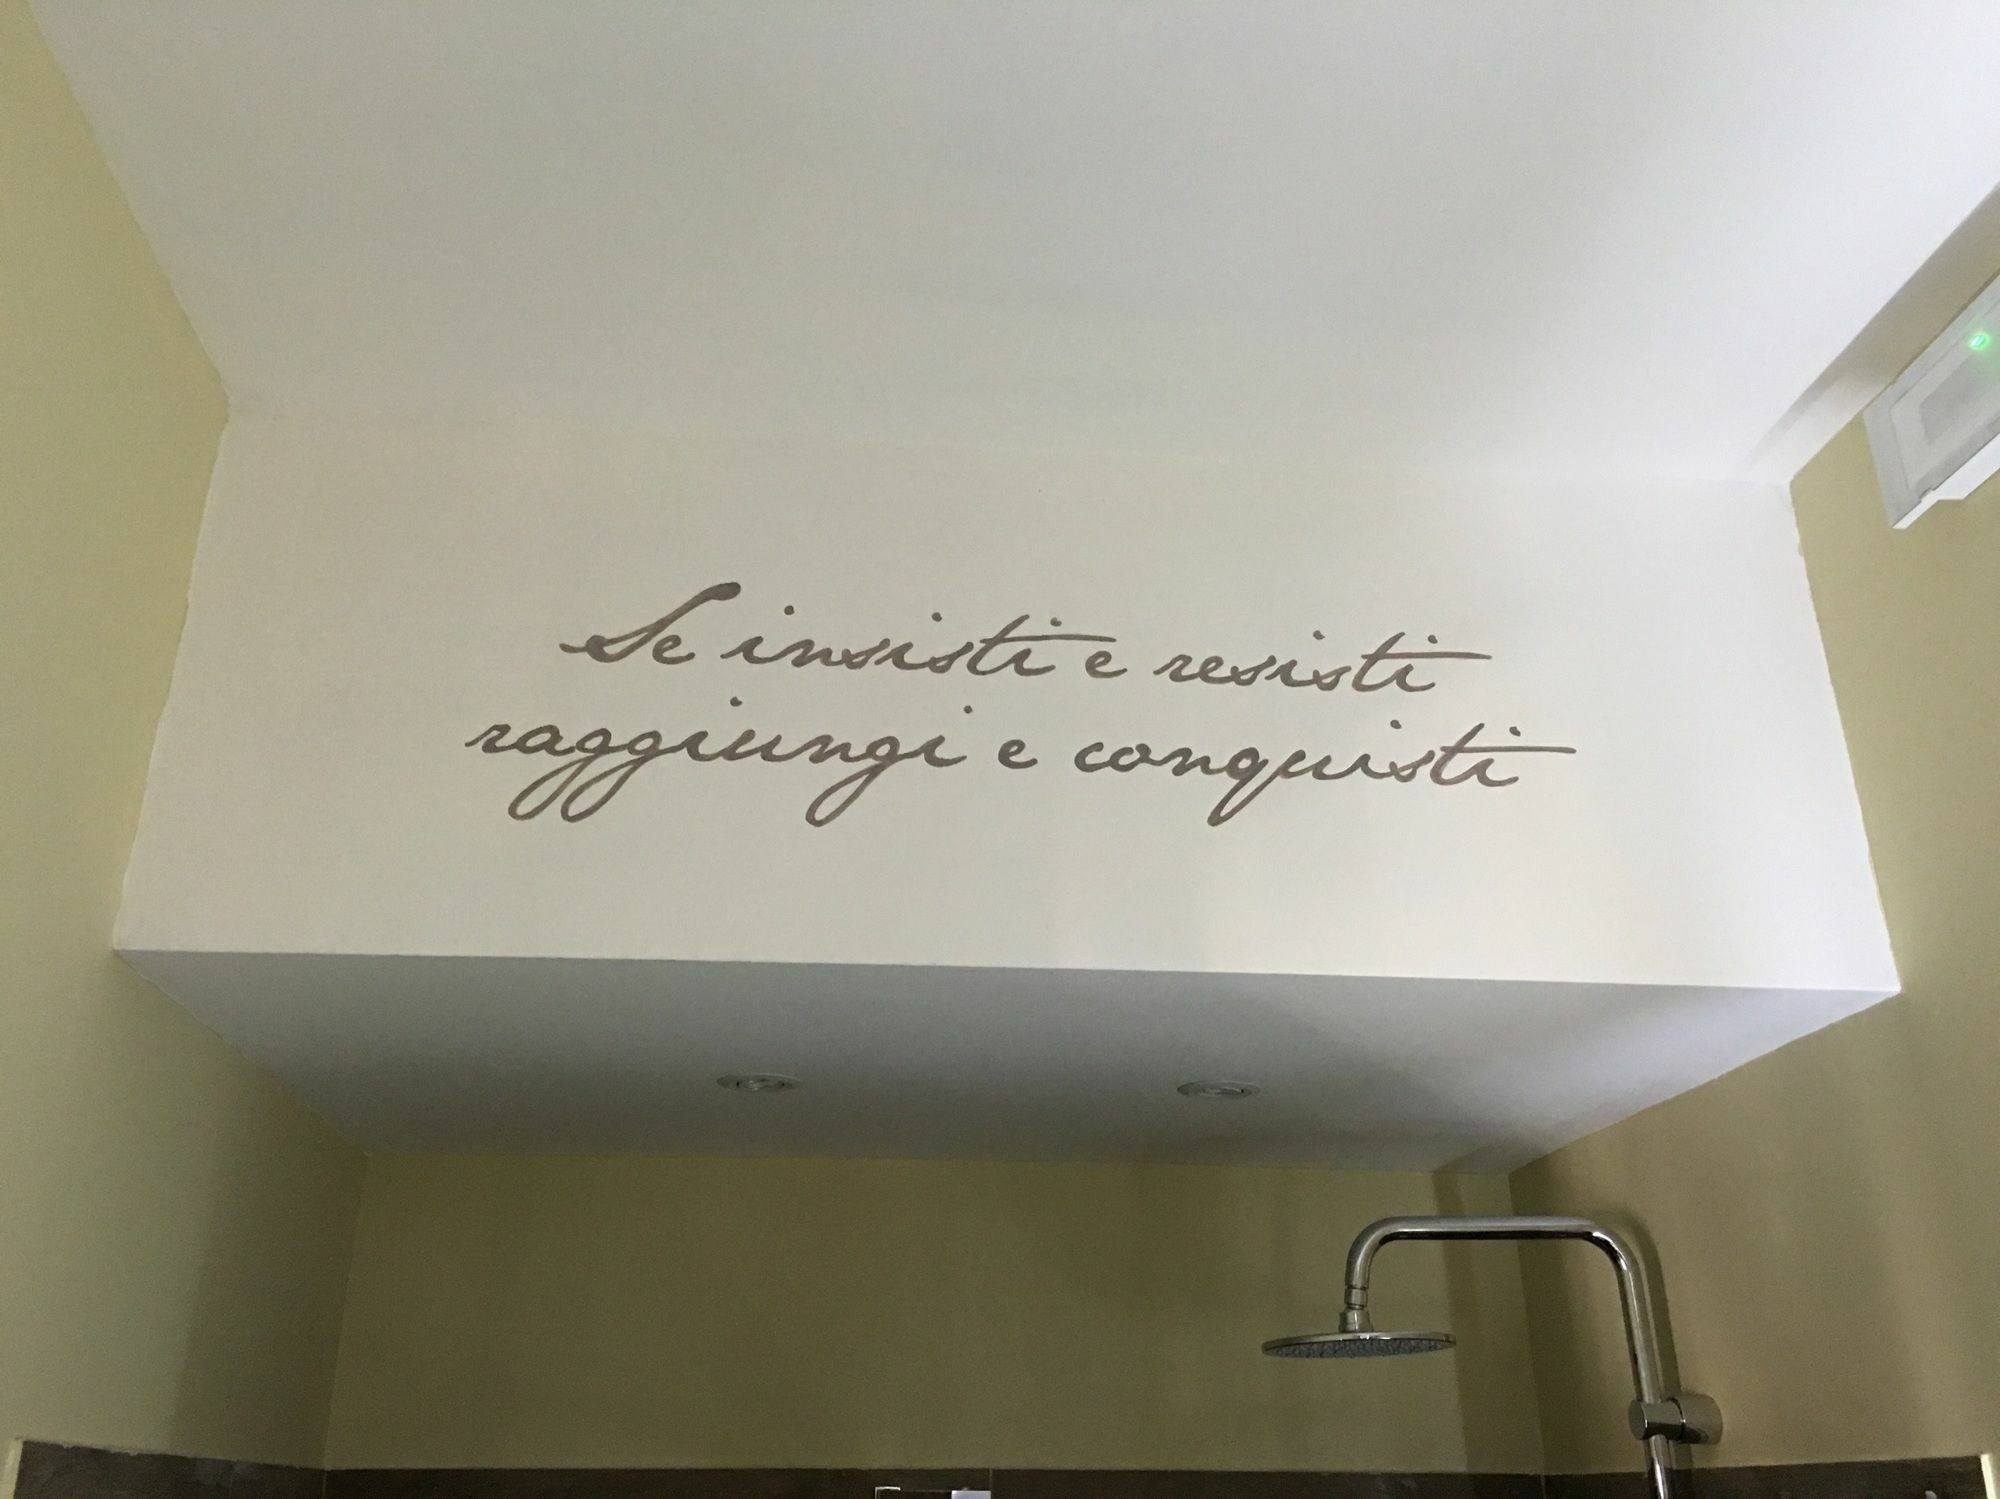 Se insisti e resisti
raggiungi e conquisti